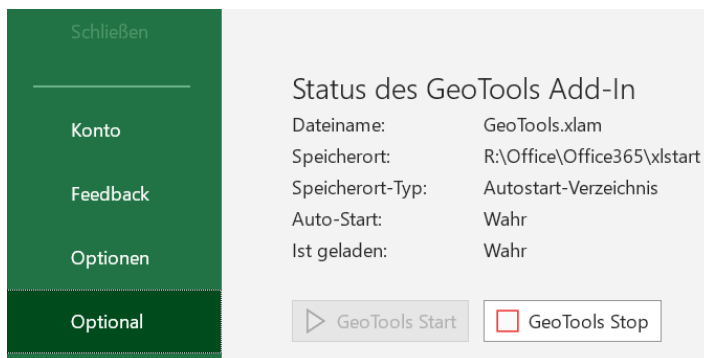 Schließen
Konto
Feedback
Optionen
Optional
Status des GeoTools Add-In
Dateiname: GeoTools.xlam
Speicherort: R:\Office\Office365\xlstart
Speicherort-Typ: Autostart-Verzeichnis
Auto-Start: Wahr
Ist geladen: Wahr
GeoTools Start GeoTools Stop